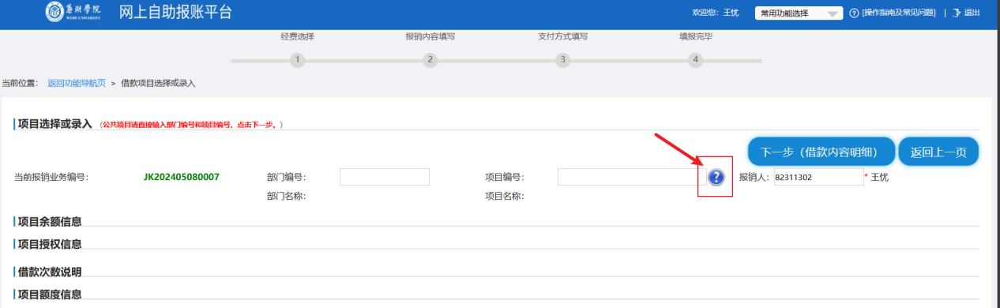 芜湖学院 网上自助报账平台 欢迎您：王忧 常用功能选择 ? [操作指南及常见问题] | 退出
WUHU UNIVERSITY
经费选择 报销内容填写 支付方式填写 填报完毕
1 2 3 4
当前位置： 返回功能导航页 > 借款项目选择或录入
项目选择或录入 （公共项目请直接输入部门编号和项目编号，点击下一步。）
下一步（借款内容明细） 返回上一页
当前报销业务编号： JK202405080007 部门编号： 项目编号： ? 报销人： 82311302 * 王忧
部门名称： 项目名称：
项目余额信息
项目授权信息
借款次数说明
项目额度信息